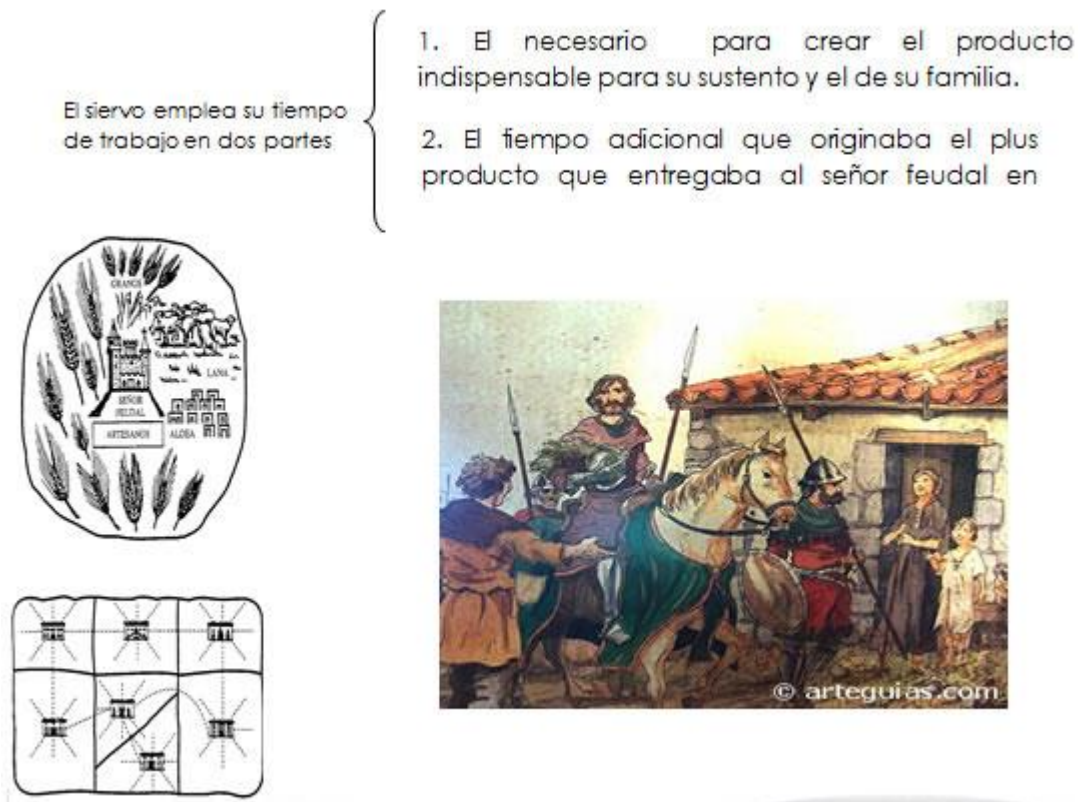 El siervo emplea su tiempo
de trabajo en dos partes
1. El necesario para crear el producto
indispensable para su sustento y el de su familia.
2. El tiempo adicional que originaba el plus
producto que entregaba al señor feudal en
GRANOS
LANA
SEÑOR
FEUDAL
ARTESANOS
ALDEA
© arteguias.com